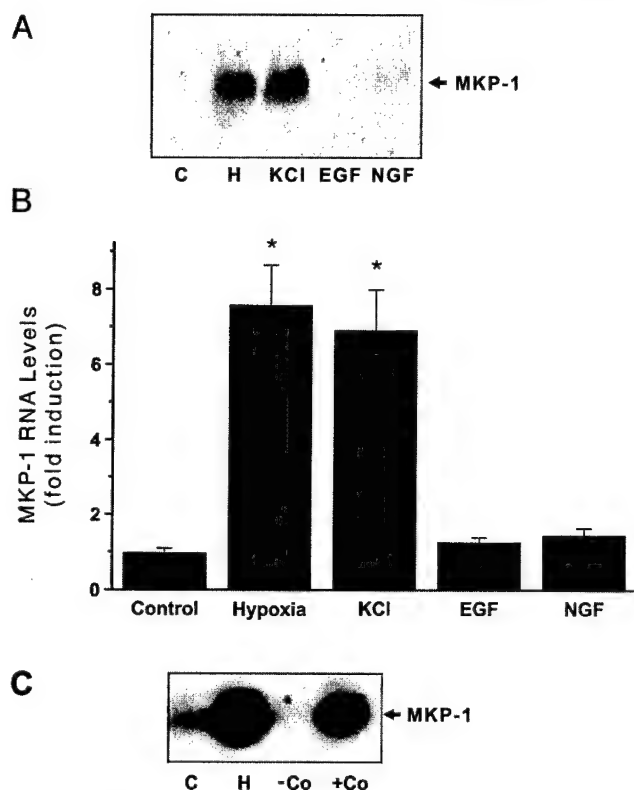 A
← MKP-1
C H KCl EGF NGF
B
MKP-1 RNA Levels
(fold induction)
8
6
4
2
0
* *
Control Hypoxia KCl EGF NGF
C
← MKP-1
C H -Co +Co